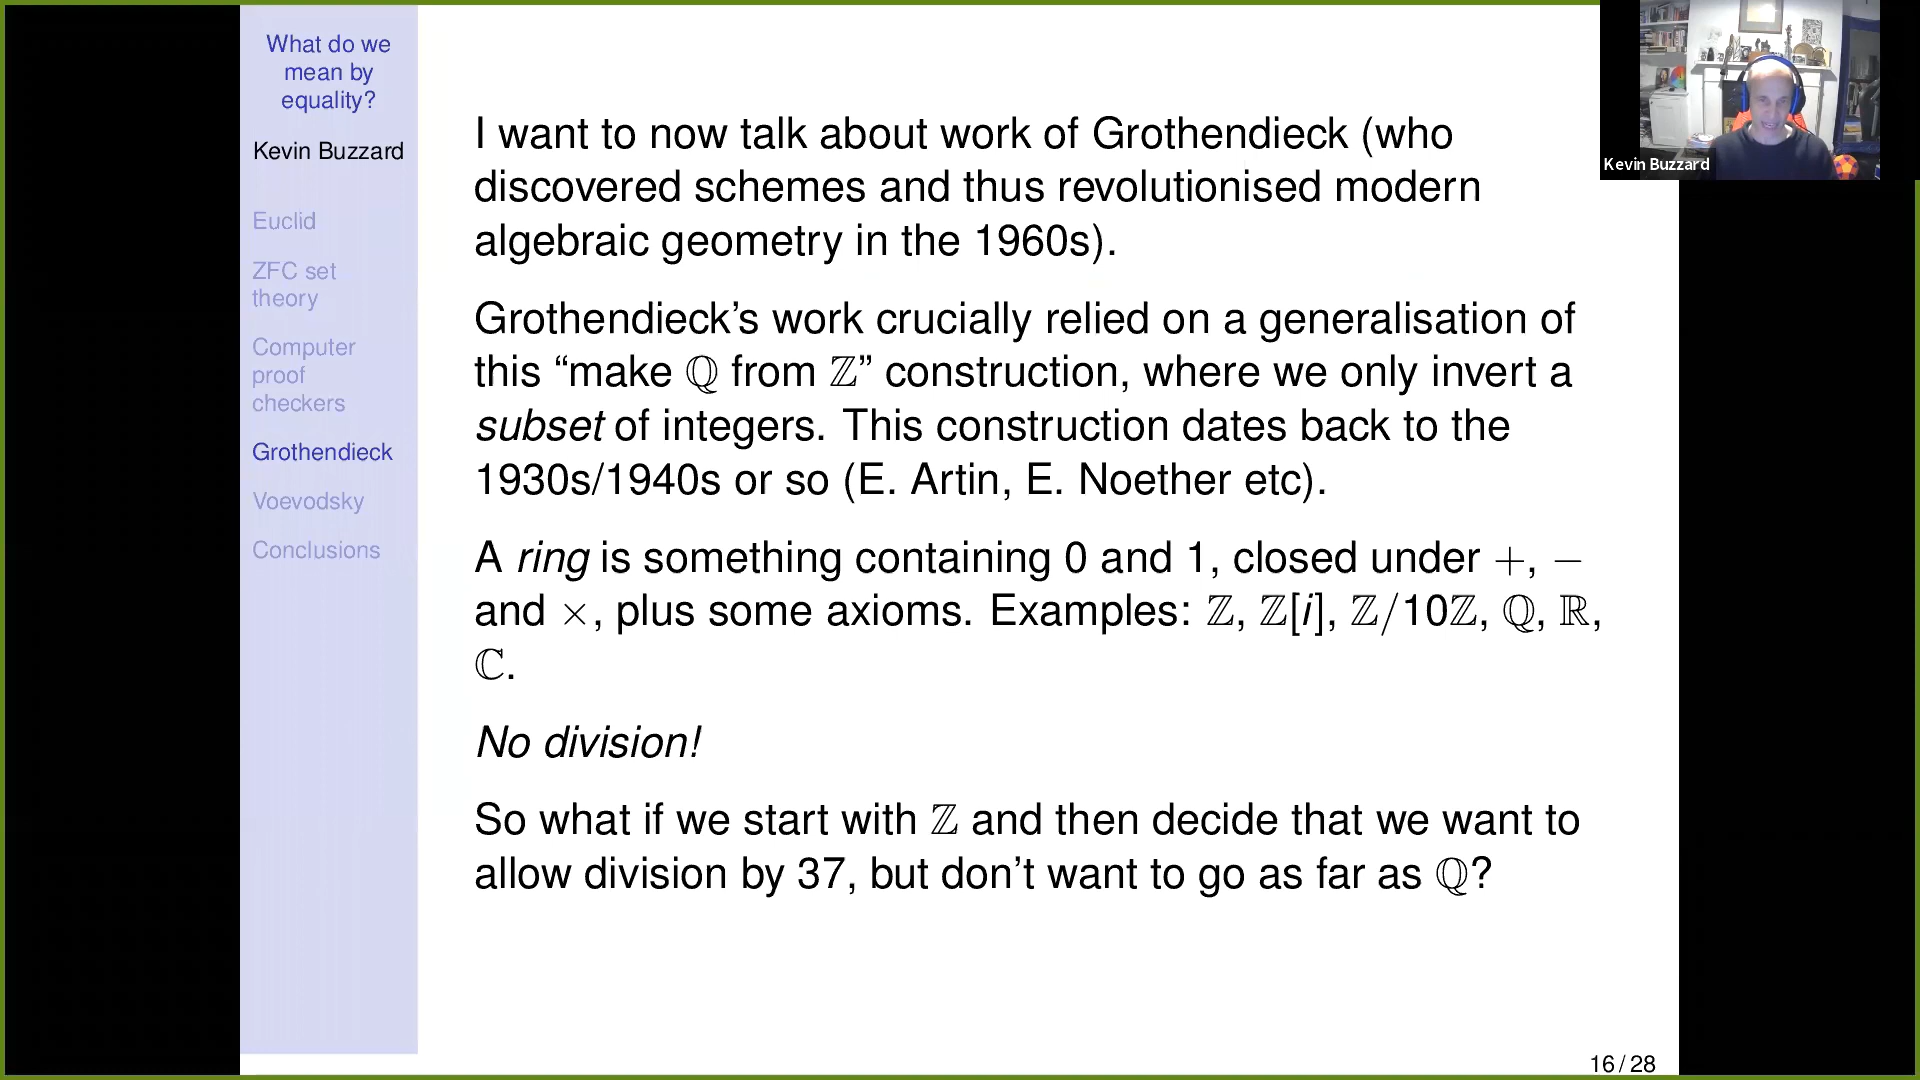 What do we
mean by
equality?
Kevin Buzzard
Euclid
ZFC set
theory
Computer
proof
checkers
Grothendieck
Voevodsky
Conclusions
I want to now talk about work of Grothendieck (who
discovered schemes and thus revolutionised modern
algebraic geometry in the 1960s).
Grothendieck’s work crucially relied on a generalisation of
this “make ℚ from ℤ” construction, where we only invert a
subset of integers. This construction dates back to the
1930s/1940s or so (E. Artin, E. Noether etc).
A ring is something containing 0 and 1, closed under +, −
and ×, plus some axioms. Examples: ℤ, ℤ[i], ℤ/10ℤ, ℚ, ℝ,
ℂ.
No division!
So what if we start with ℤ and then decide that we want to
allow division by 37, but don’t want to go as far as ℚ?
16 / 28
Kevin Buzzard